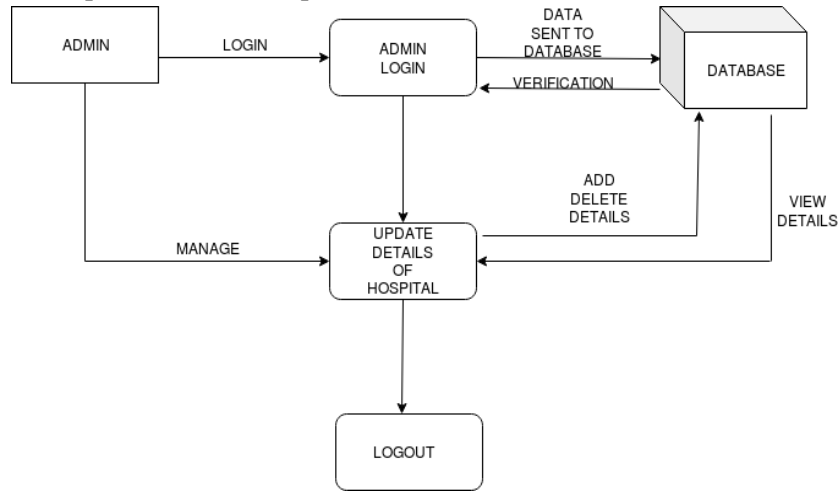 ADMIN
LOGIN
ADMIN
LOGIN
DATA
SENT TO
DATABASE
VERIFICATION
DATABASE
ADD
DELETE
DETAILS
VIEW
DETAILS
MANAGE
UPDATE
DETAILS
OF
HOSPITAL
LOGOUT